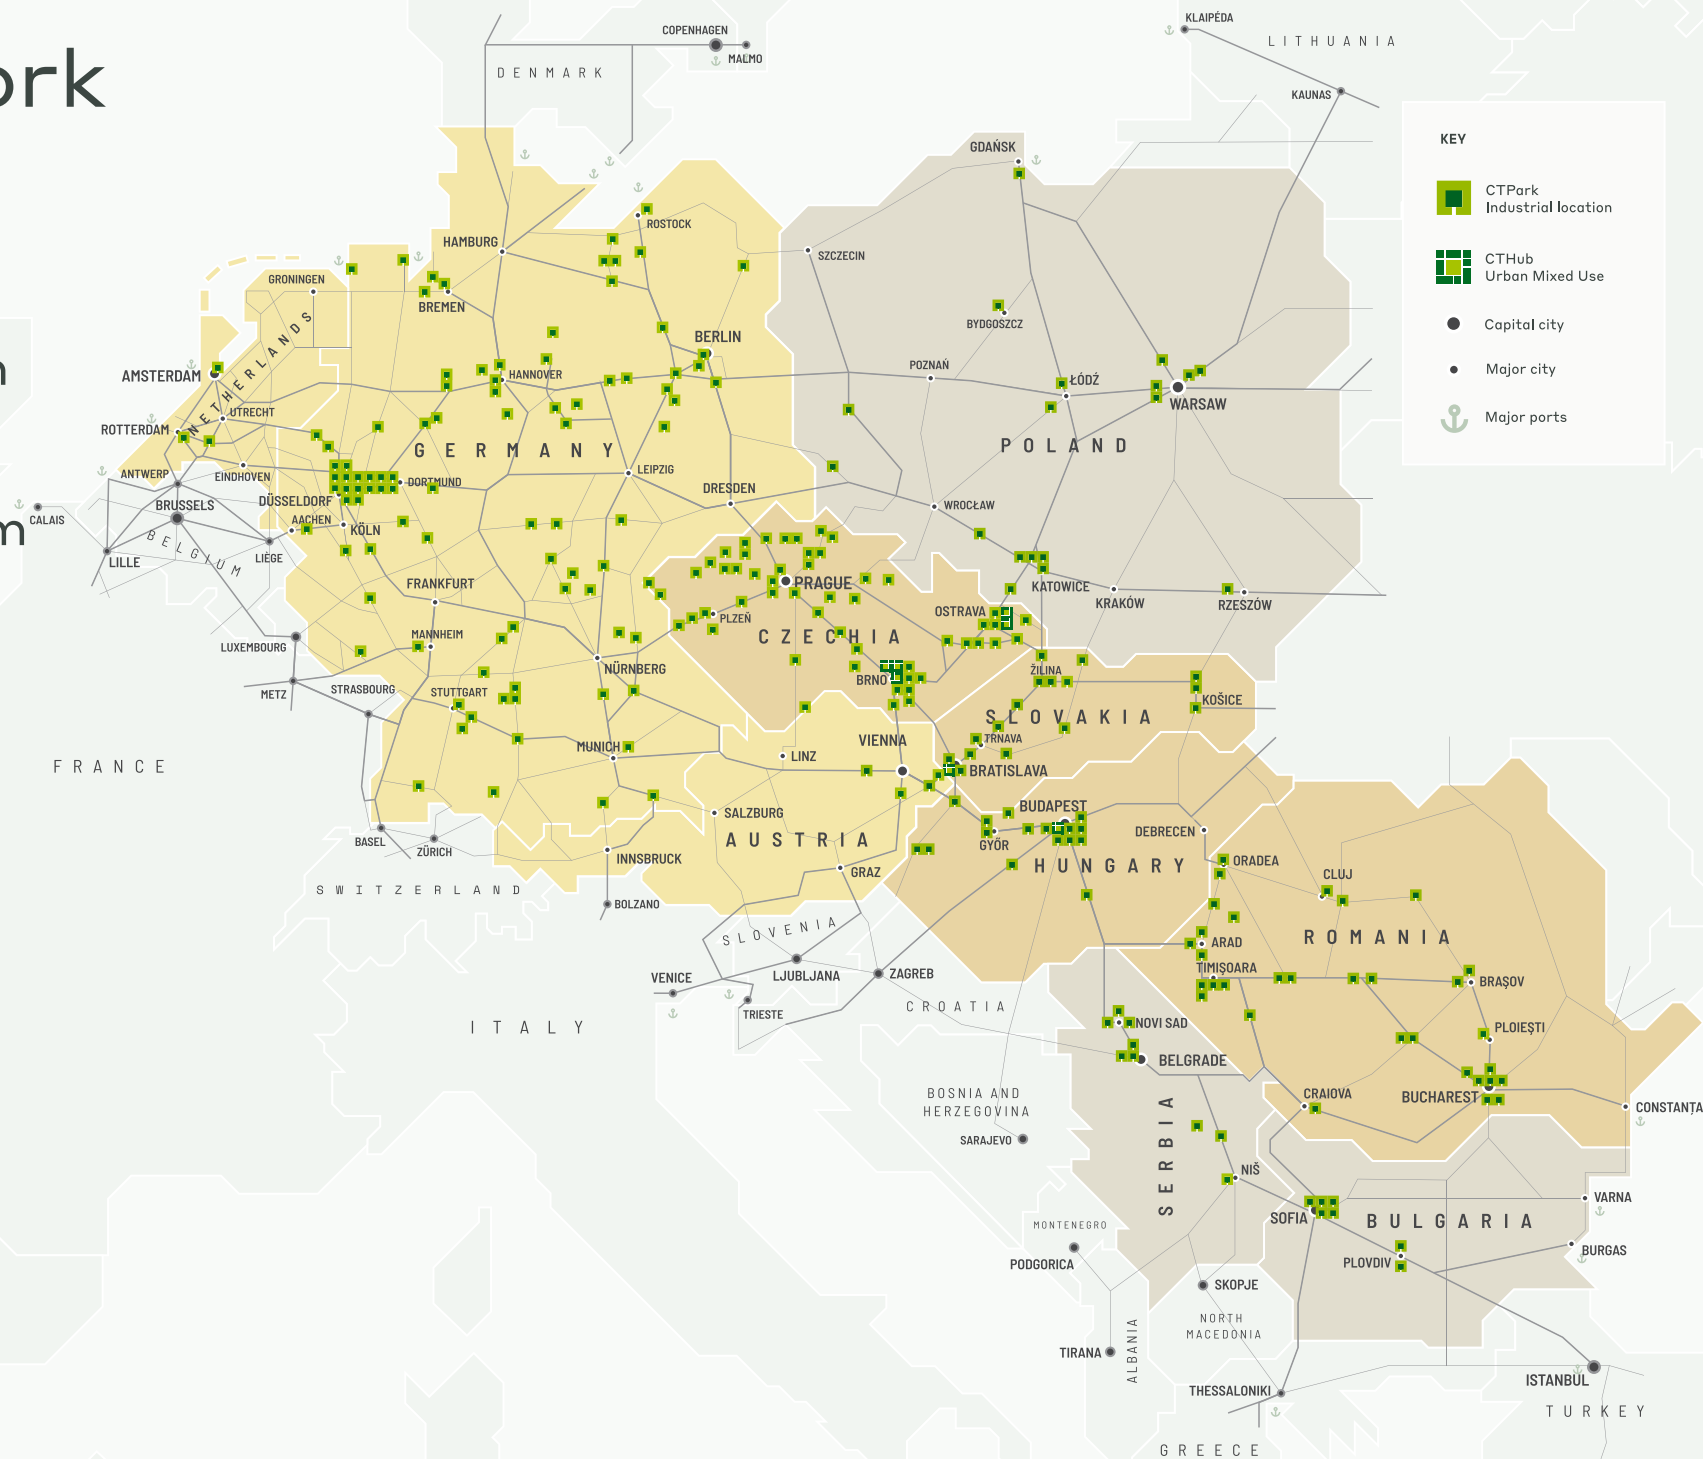 ork
n
m
KEY
CTPark
Industrial location
CTHub
Urban Mixed Use
Capital city
Major city
Major ports
KLAIPĖDA
LITHUANIA
COPENHAGEN
MALMO
DENMARK
KAUNAS
GDAŃSK
ROSTOCK
HAMBURG
SZCZECIN
GRONINGEN
BREMEN
BYDGOSZCZ
BERLIN
NETHERLANDS
AMSTERDAM
HANNOVER
POZNAŃ
ŁÓDŹ
WARSAW
UTRECHT
ROTTERDAM
GERMANY
POLAND
ANTWERP
EINDHOVEN
DORTMUND
LEIPZIG
DRESDEN
DÜSSELDORF
BRUSSELS
WROCŁAW
CALAIS
AACHEN
KÖLN
BELGIUM
LIÈGE
LILLE
FRANKFURT
PRAGUE
KATOWICE
KRAKÓW
RZESZÓW
OSTRAVA
PLZEŇ
CZECHIA
LUXEMBOURG
MANNHEIM
NÜRNBERG
ŽILINA
BRNO
METZ
STRASBOURG
STUTTGART
KOŠICE
SLOVAKIA
MUNICH
VIENNA
TRNAVA
LINZ
BRATISLAVA
FRANCE
BUDAPEST
SALZBURG
DEBRECEN
AUSTRIA
BASEL
ZÜRICH
GYŐR
INNSBRUCK
HUNGARY
ORADEA
GRAZ
CLUJ
SWITZERLAND
BOLZANO
SLOVENIA
ROMANIA
ARAD
TIMIȘOARA
VENICE
LJUBLJANA
ZAGREB
BRAȘOV
CROATIA
TRIESTE
ITALY
NOVI SAD
PLOIEȘTI
BELGRADE
BOSNIA AND
HERZEGOVINA
CRAIOVA
BUCHAREST
CONSTANȚA
SARAJEVO
SERBIA
NIŠ
VARNA
SOFIA
BULGARIA
MONTENEGRO
BURGAS
PODGORICA
PLOVDIV
SKOPJE
NORTH
MACEDONIA
TIRANA
ALBANIA
ISTANBUL
THESSALONIKI
TURKEY
GREECE